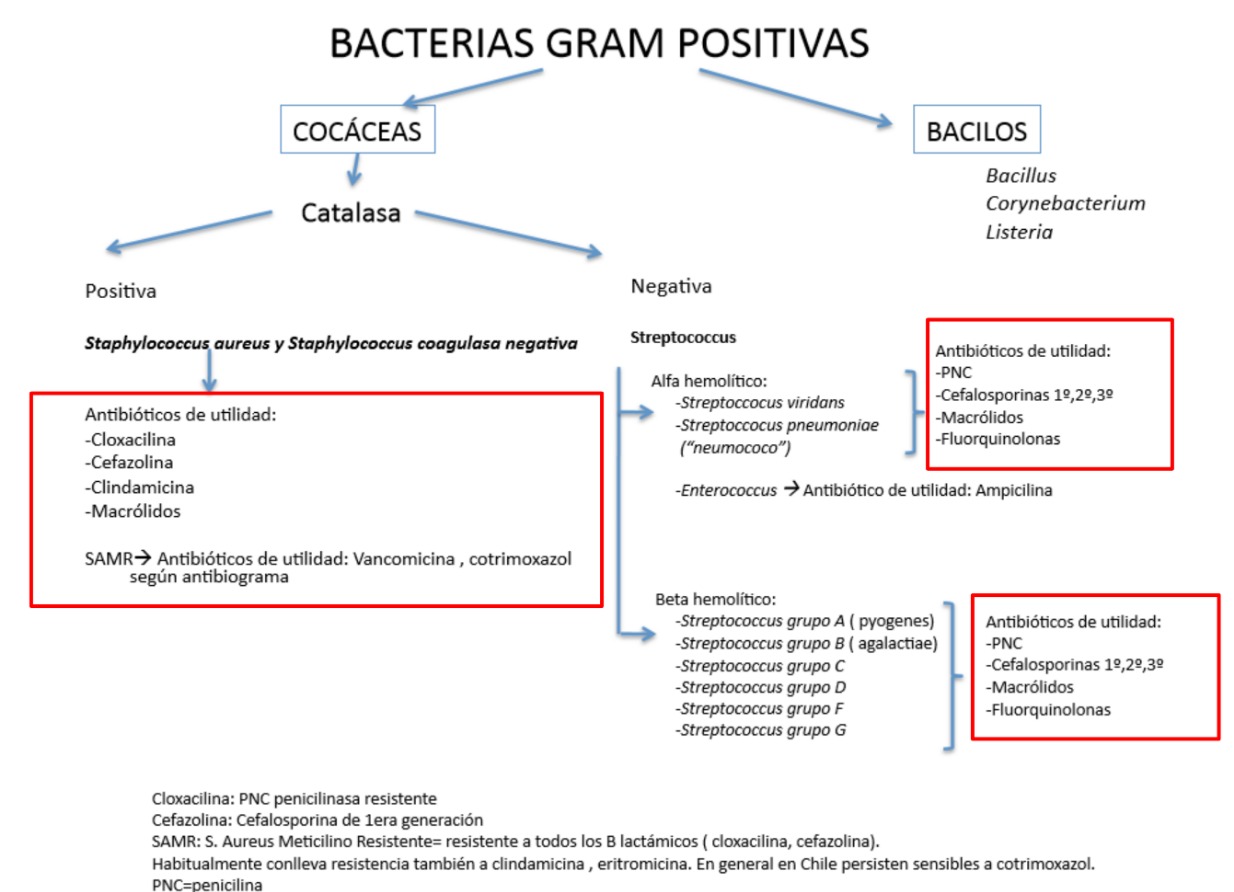 BACTERIAS GRAM POSITIVAS
COCÁCEAS
BACILOS
Bacillus
Corynebacterium
Listeria
Catalasa
Positiva
Staphylococcus aureus y Staphylococcus coagulasa negativa
Antibióticos de utilidad:
-Cloxacilina
-Cefazolina
-Clindamicina
-Macrólidos
SAMR→ Antibióticos de utilidad: Vancomicina , cotrimoxazol
según antibiograma
Negativa
Streptococcus
Alfa hemolítico:
-Streptoccocus viridans
-Streptoccocus pneumoniae
("neumococo")
Antibióticos de utilidad:
-PNC
-Cefalosporinas 1º,2º,3º
-Macrólidos
-Fluorquinolonas
-Enterococcus → Antibiótico de utilidad: Ampicilina
Beta hemolítico:
-Streptococcus grupo A ( pyogenes)
-Streptococcus grupo B ( agalactiae)
-Streptococcus grupo C
-Streptococcus grupo D
-Streptococcus grupo F
-Streptococcus grupo G
Antibióticos de utilidad:
-PNC
-Cefalosporinas 1º,2º,3º
-Macrólidos
-Fluorquinolonas
Cloxacilina: PNC penicilinasa resistente
Cefazolina: Cefalosporina de 1era generación
SAMR: S. Aureus Meticilino Resistente= resistente a todos los B lactámicos ( cloxacilina, cefazolina).
Habitualmente conlleva resistencia también a clindamicina , eritromicina. En general en Chile persisten sensibles a cotrimoxazol.
PNC=penicilina